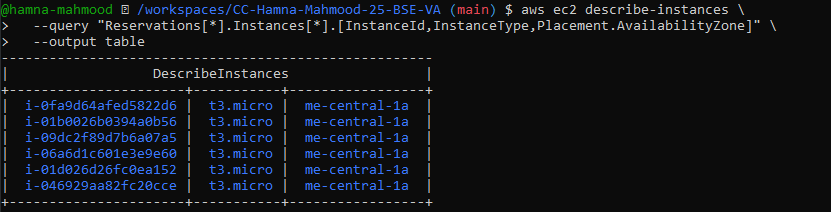 @hamna-mahmood /workspaces/CC-Hamna-Mahmood-25-BSE-VA (main) $ aws ec2 describe-instances \
>   --query "Reservations[*].Instances[*].[InstanceId,InstanceType,Placement.AvailabilityZone]" \
>   --output table
-----------------------------------------------------
|                 DescribeInstances                 |
+----------------------+-----------+----------------+
|  i-0fa9d64afed5822d6 |  t3.micro |  me-central-1a |
|  i-01b0026b0394a0b56 |  t3.micro |  me-central-1a |
|  i-09dc2f89d7b6a07a5 |  t3.micro |  me-central-1a |
|  i-06a6d1c601e3e9e60 |  t3.micro |  me-central-1a |
|  i-01d026d26fc0ea152 |  t3.micro |  me-central-1a |
|  i-046929aa82fc20cce |  t3.micro |  me-central-1a |
+----------------------+-----------+----------------+